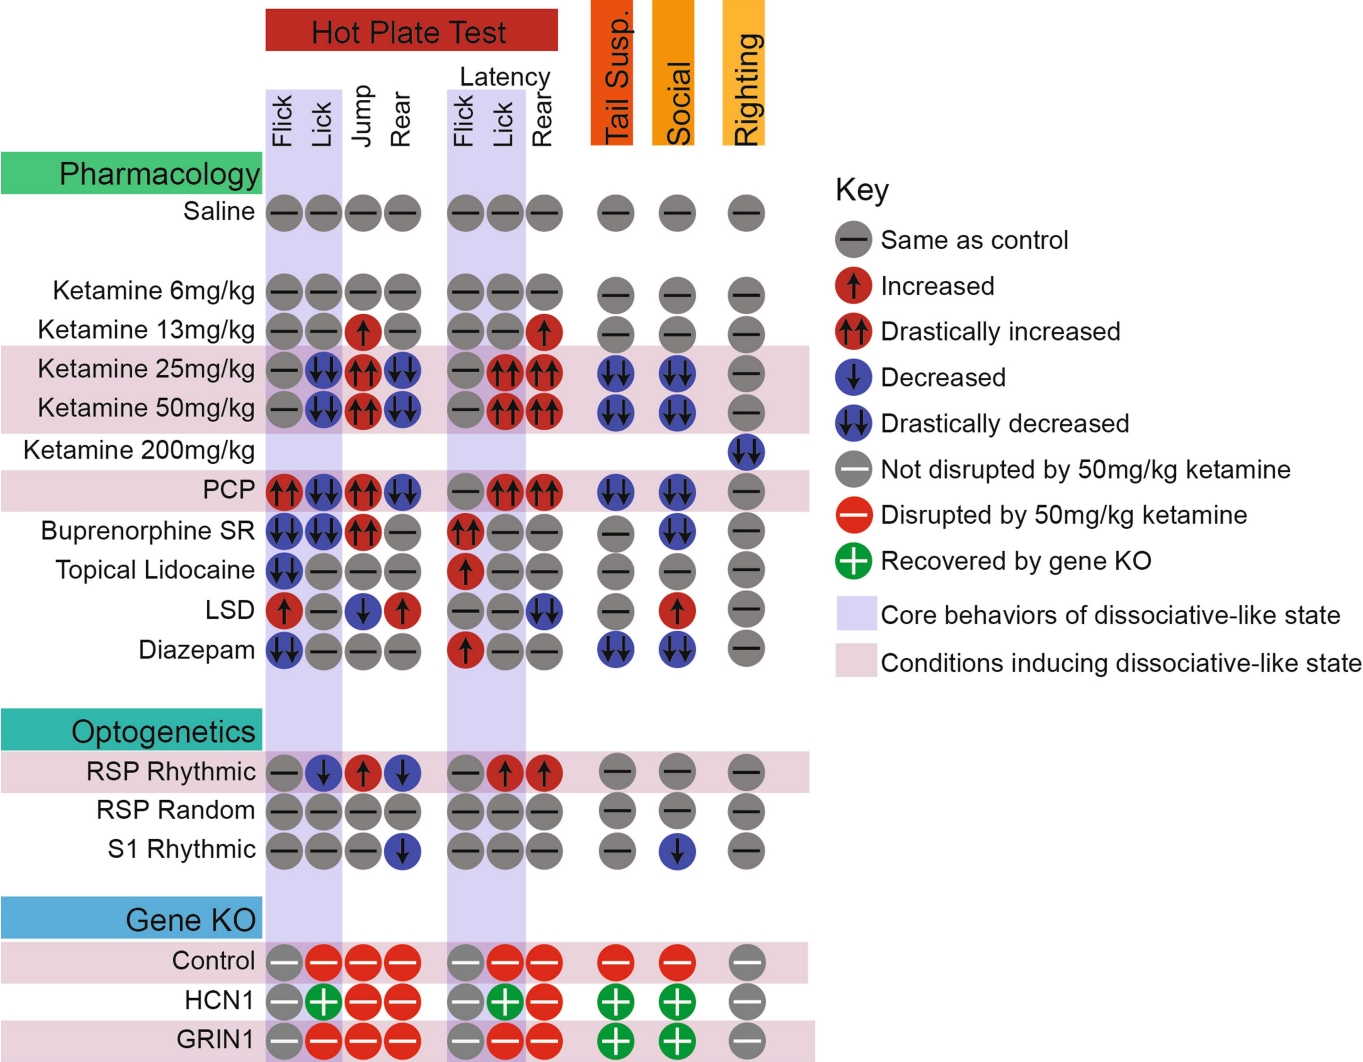 Hot Plate Test
Tail Susp.
Social
Righting
Latency
Flick
Lick
Jump
Rear
Flick
Lick
Rear
Pharmacology
Saline
Ketamine 6mg/kg
Ketamine 13mg/kg
Ketamine 25mg/kg
Ketamine 50mg/kg
Ketamine 200mg/kg
PCP
Buprenorphine SR
Topical Lidocaine
LSD
Diazepam
Optogenetics
RSP Rhythmic
RSP Random
S1 Rhythmic
Gene KO
Control
HCN1
GRIN1
Key
Same as control
Increased
Drastically increased
Decreased
Drastically decreased
Not disrupted by 50mg/kg ketamine
Disrupted by 50mg/kg ketamine
Recovered by gene KO
Core behaviors of dissociative-like state
Conditions inducing dissociative-like state